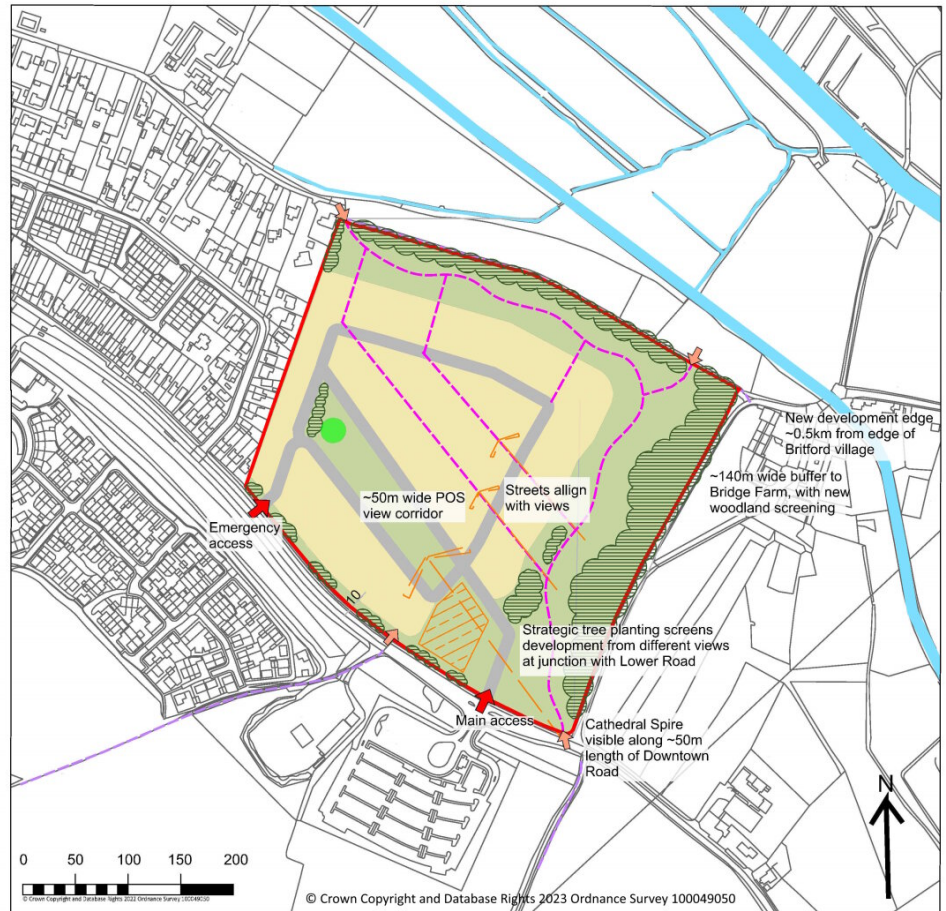 New development edge
~0.5km from edge of
Britford village
~140m wide buffer to
Bridge Farm, with new
woodland screening
~50m wide POS
view corridor
Streets allign
with views
Emergency
access
10
Strategic tree planting screens
development from different views
at junction with Lower Road
Main access
Cathedral Spire
visible along ~50m
length of Downtown
Road
N
0 50 100 150 200
© Crown Copyright and Database Rights 2022 Ordnance Survey 100049050
© Crown Copyright and Database Rights 2023 Ordnance Survey 100049050